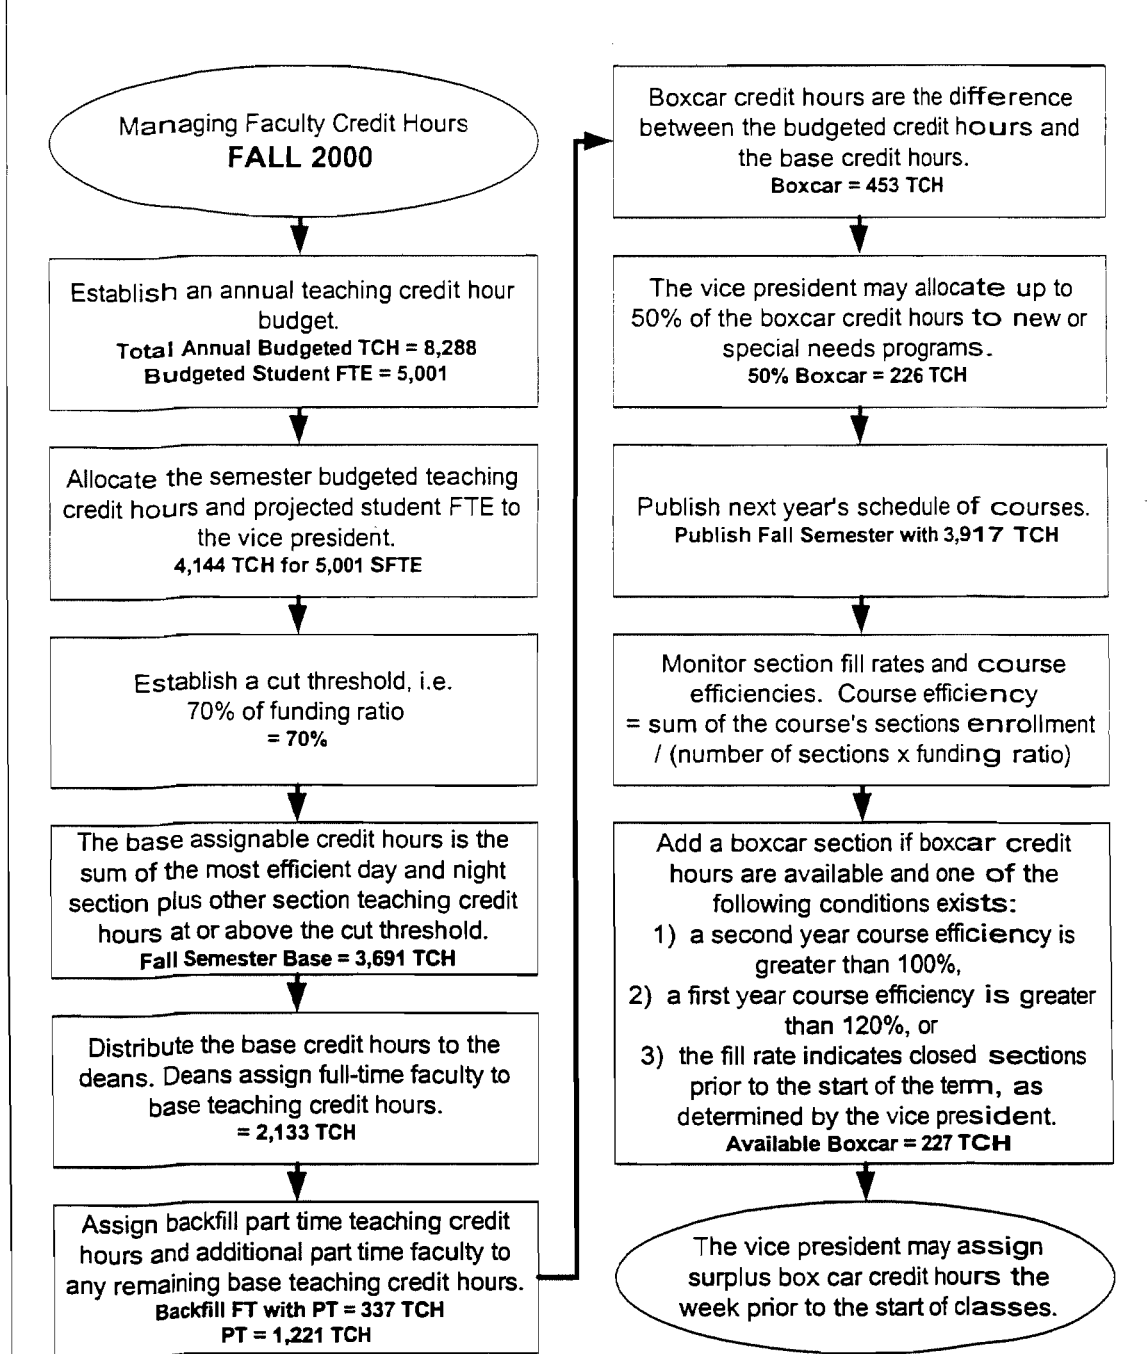 Managing Faculty Credit Hours
FALL 2000
Establish an annual teaching credit hour
budget.
Total Annual Budgeted TCH = 8,288
Budgeted Student FTE = 5,001
Allocate the semester budgeted teaching
credit hours and projected student FTE to
the vice president.
4,144 TCH for 5,001 SFTE
Establish a cut threshold, i.e.
70% of funding ratio
= 70%
The base assignable credit hours is the
sum of the most efficient day and night
section plus other section teaching credit
hours at or above the cut threshold.
Fall Semester Base = 3,691 TCH
Distribute the base credit hours to the
deans. Deans assign full-time faculty to
base teaching credit hours.
= 2,133 TCH
Assign backfill part time teaching credit
hours and additional part time faculty to
any remaining base teaching credit hours.
Backfill FT with PT = 337 TCH
PT = 1,221 TCH
Boxcar credit hours are the difference
between the budgeted credit hours and
the base credit hours.
Boxcar = 453 TCH
The vice president may allocate up to
50% of the boxcar credit hours to new or
special needs programs.
50% Boxcar = 226 TCH
Publish next year's schedule of courses.
Publish Fall Semester with 3,917 TCH
Monitor section fill rates and course
efficiencies. Course efficiency
= sum of the course's sections enrollment
/ (number of sections x funding ratio)
Add a boxcar section if boxcar credit
hours are available and one of the
following conditions exists:
1) a second year course efficiency is
greater than 100%,
2) a first year course efficiency is greater
than 120%, or
3) the fill rate indicates closed sections
prior to the start of the term, as
determined by the vice president.
Available Boxcar = 227 TCH
The vice president may assign
surplus box car credit hours the
week prior to the start of classes.